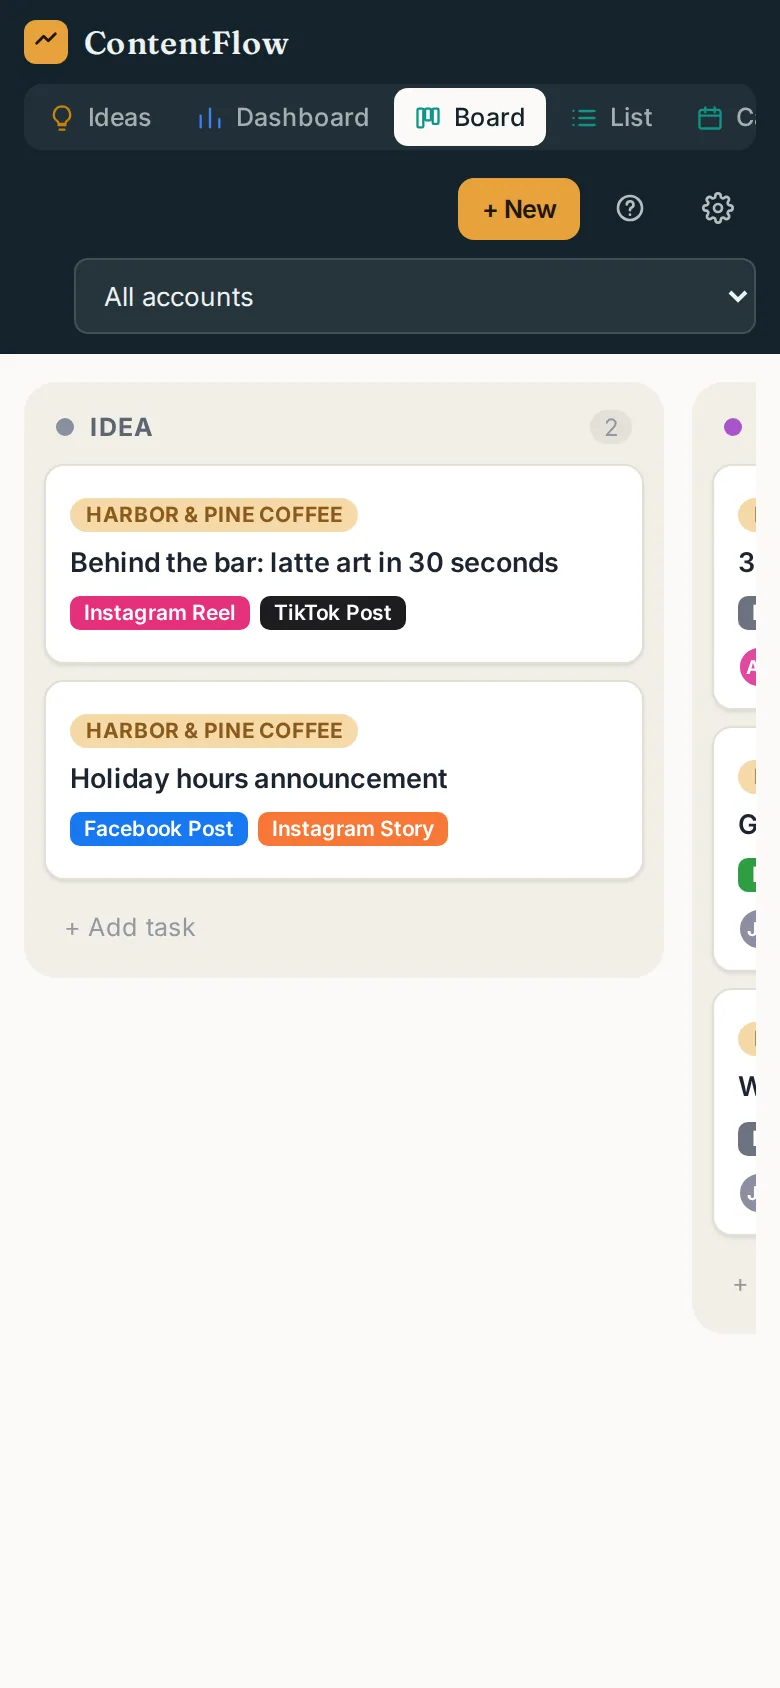 ContentFlow
Ideas Dashboard Board List
+ New
All accounts
IDEA 2
HARBOR & PINE COFFEE
Behind the bar: latte art in 30 seconds
Instagram Reel TikTok Post
HARBOR & PINE COFFEE
Holiday hours announcement
Facebook Post Instagram Story
+ Add task